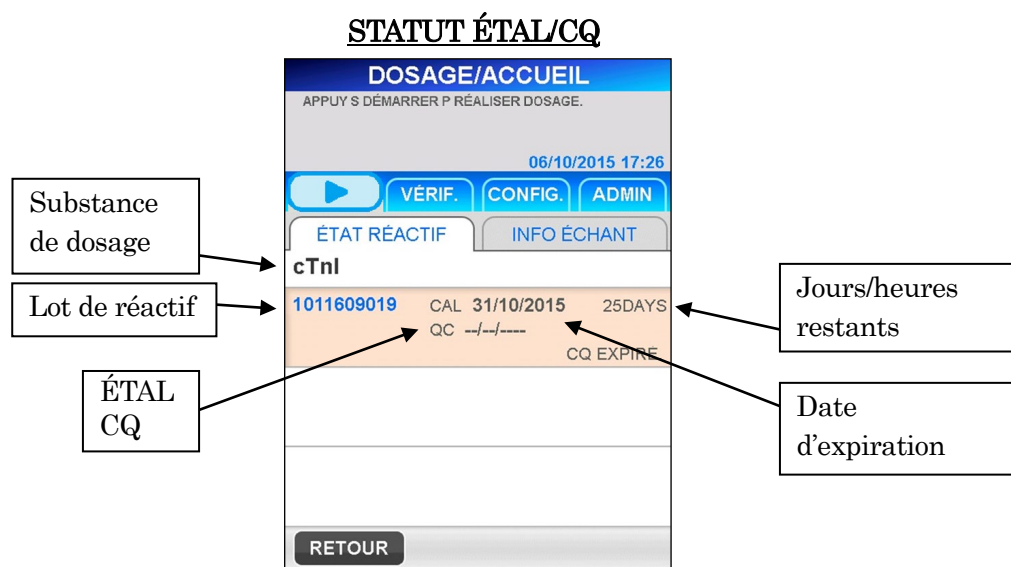 STATUT ÉTAL/CQ
DOSAGE/ACCUEIL
APPUY S DÉMARRER P RÉALISER DOSAGE.
06/10/2015 17:26
VÉRIF. CONFIG. ADMIN
ÉTAT RÉACTIF INFO ÉCHANT
Substance
de dosage
cTnI
Lot de réactif
1011609019 CAL 31/10/2015 25DAYS
QC --/--/----
CQ EXPIRE
Jours/heures
restants
ÉTAL
CQ
Date
d'expiration
RETOUR